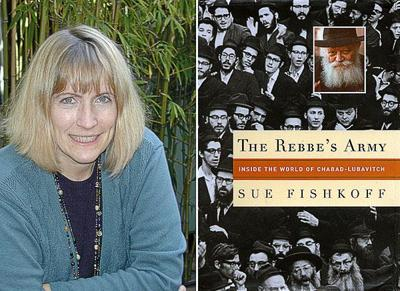 THE REBBE'S ARMY
INSIDE THE WORLD OF CHABAD-LUBAVITCH
SUE FISHKOFF